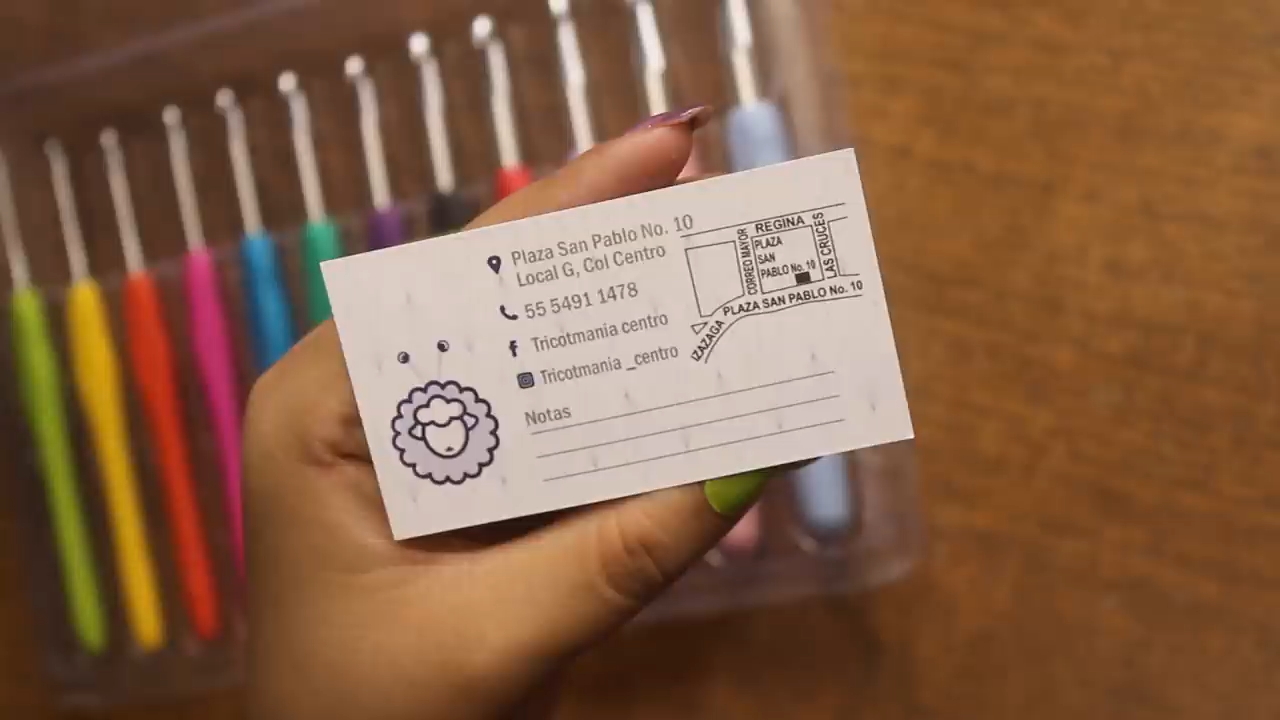 Plaza San Pablo No. 10
Local G, Col Centro
55 5491 1478
Tricotmania centro
Tricotmania _centro
Notas
REGINA
CORREO MAYOR
PLAZA
SAN
PABLO No. 10
LAS CRUCES
PLAZA SAN PABLO No. 10
IZAZAGA